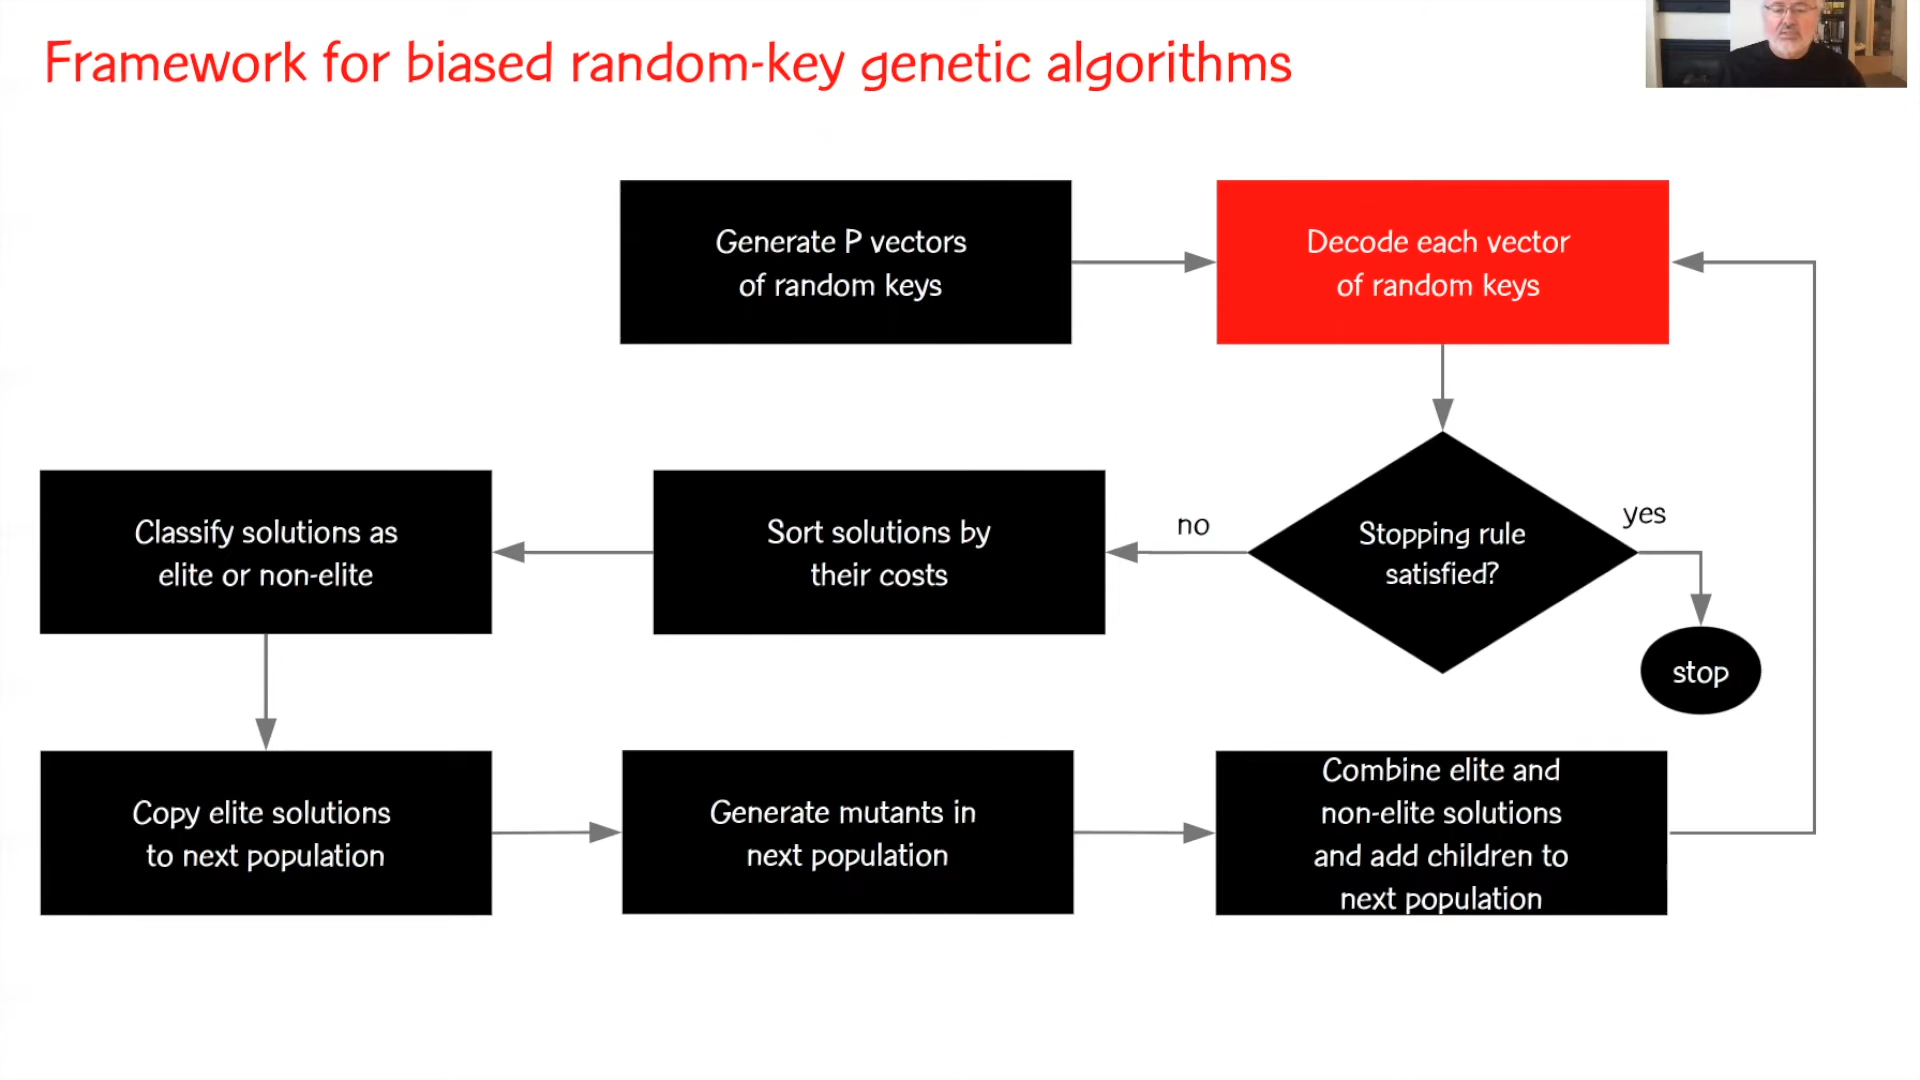 Framework for biased random-key genetic algorithms
Generate P vectors
of random keys
Decode each vector
of random keys
Classify solutions as
elite or non-elite
Sort solutions by
their costs
no
Stopping rule
satisfied?
yes
stop
Copy elite solutions
to next population
Generate mutants in
next population
Combine elite and
non-elite solutions
and add children to
next population